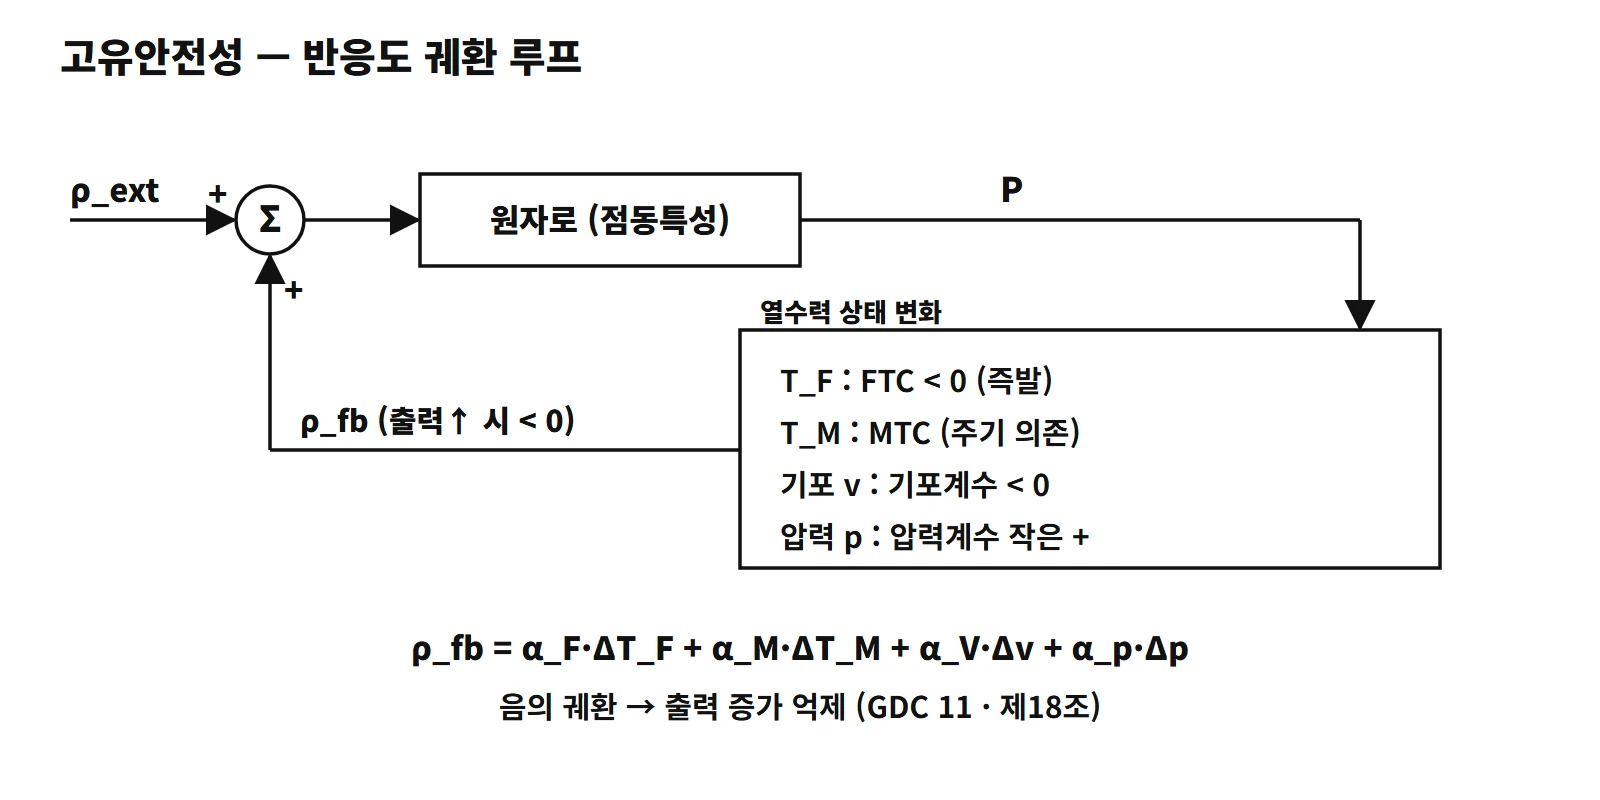 고유안전성 — 반응도 궤환 루프
ρ_ext
+
Σ
+
원자로 (점동특성)
P
열수력 상태 변화
T_F : FTC < 0 (즉발)
T_M : MTC (주기 의존)
기포 v : 기포계수 < 0
압력 p : 압력계수 작은 +
ρ_fb (출력↑ 시 < 0)
ρ_fb = α_F·ΔT_F + α_M·ΔT_M + α_V·Δv + α_p·Δp
음의 궤환 → 출력 증가 억제 (GDC 11 · 제18조)